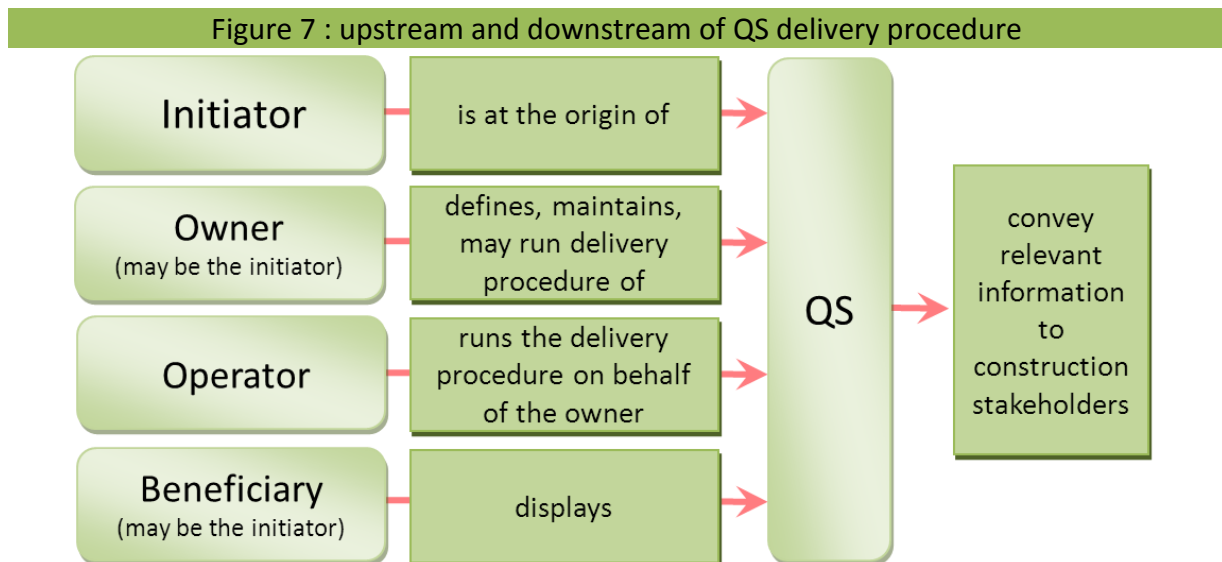 Figure 7 : upstream and downstream of QS delivery procedure
Initiator
is at the origin of
Owner
(may be the initiator)
defines, maintains,
may run delivery
procedure of
Operator
runs the delivery
procedure on behalf
of the owner
Beneficiary
(may be the initiator)
displays
QS
convey
relevant
information
to
construction
stakeholders